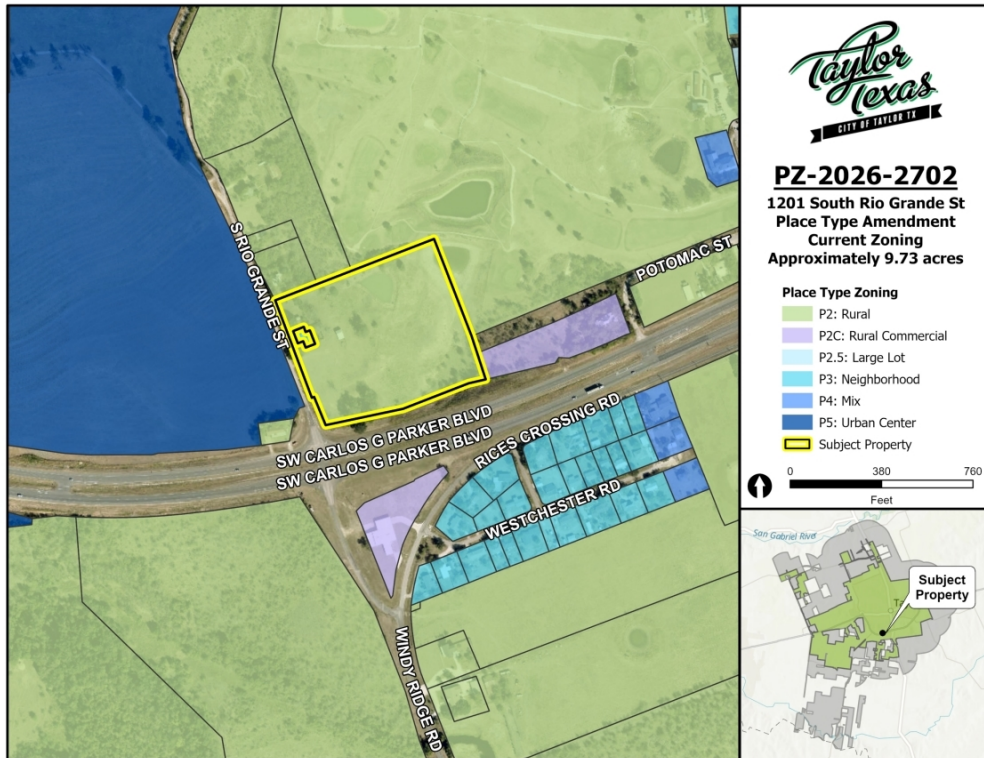 Taylor
Texas
CITY OF TAYLOR TX
PZ-2026-2702
1201 South Rio Grande St
Place Type Amendment
Current Zoning
Approximately 9.73 acres
Place Type Zoning
P2: Rural
P2C: Rural Commercial
P2.5: Large Lot
P3: Neighborhood
P4: Mix
P5: Urban Center
Subject Property
0 380 760
Feet
S RIO GRANDE ST
POTOMAC ST
SW CARLOS G PARKER BLVD
SW CARLOS G PARKER BLVD
RICES CROSSING RD
WESTCHESTER RD
WINDY RIDGE RD
San Gabriel River
Subject
Property